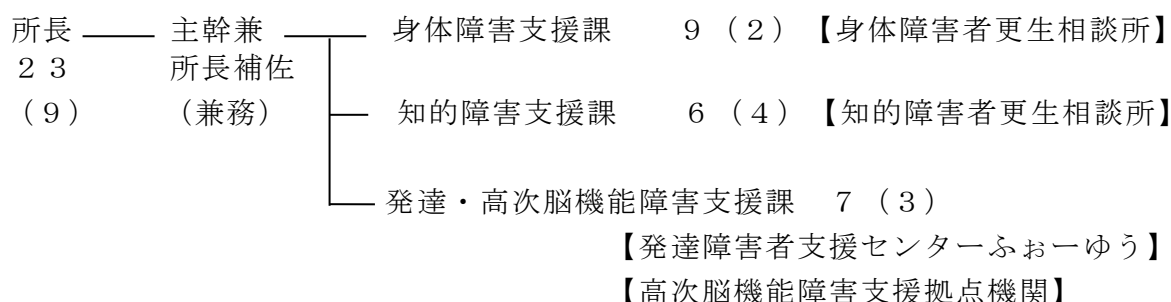 所長 主幹兼 身体障害支援課 ９（２）【身体障害者更生相談所】
２３ 所長補佐
（９） （兼務） 知的障害支援課 ６（４）【知的障害者更生相談所】
発達・高次脳機能障害支援課 ７（３）
【発達障害者支援センターふぉーゆう】
【高次脳機能障害支援拠点機関】